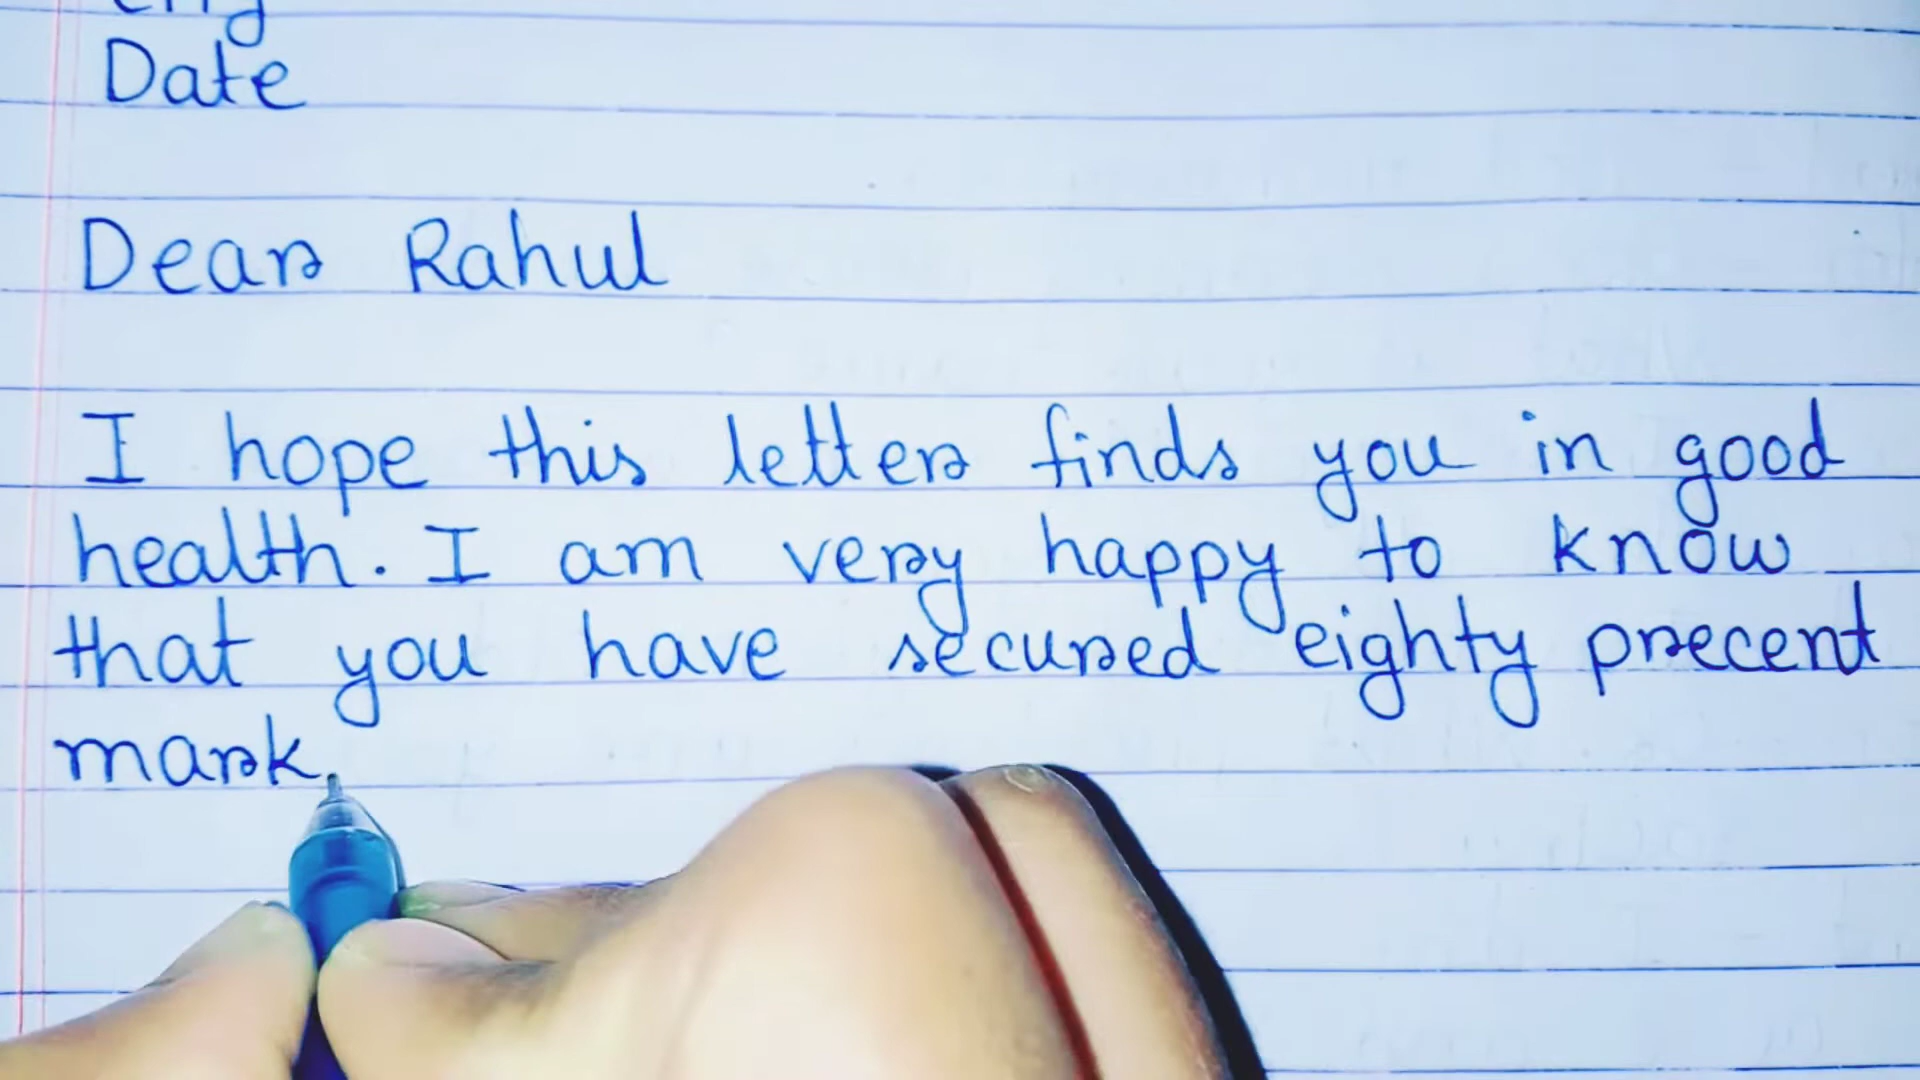 Date
Dear Rahul
I hope this letter finds you in good
health. I am very happy to know
that you have secured eighty precent
mark.